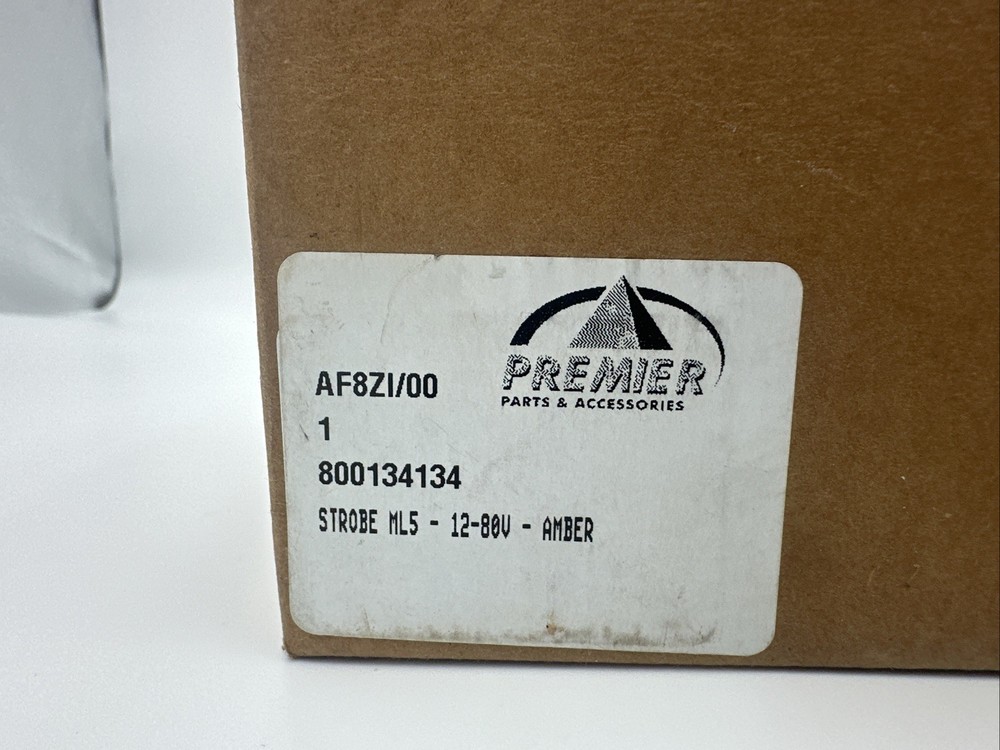 PREMIER
PARTS & ACCESSORIES
AF8ZI/00
1
800134134
STROBE ML5 - 12-80V - AMBER